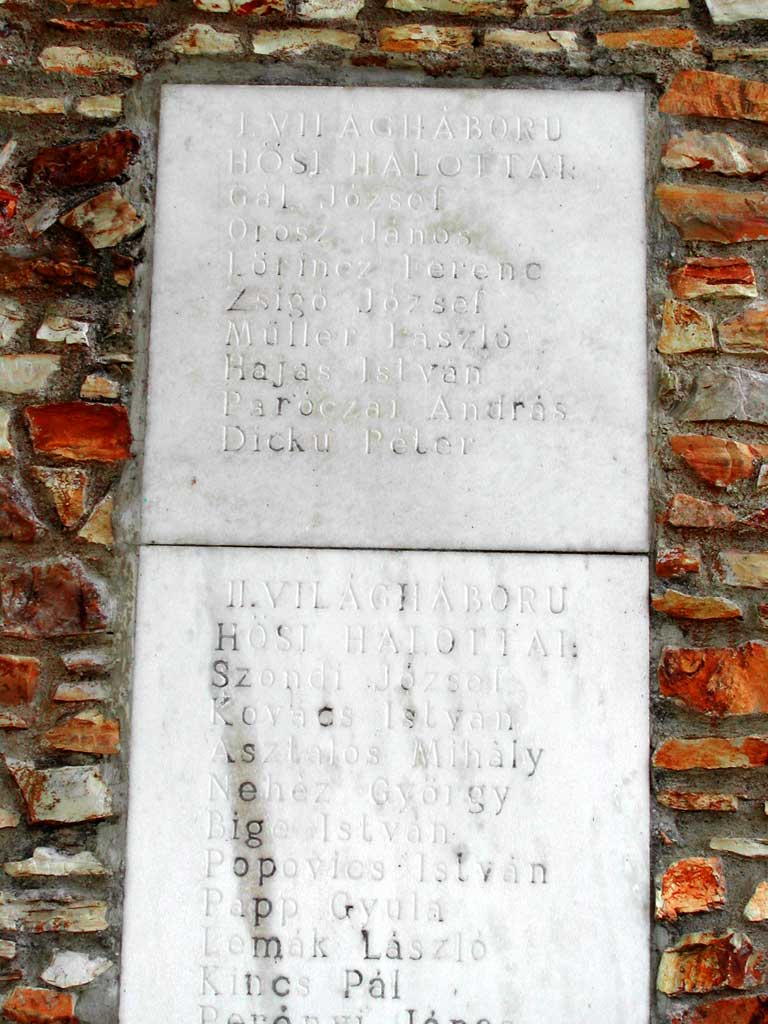 I. VILÁGHÁBORU
HŐSI HALOTTAI:
Gál József
Orosz János
Lőrincz Ferenc
Zsigó József
Müller László
Hajas István
Paróczai András
Dicku Péter
II. VILÁGHÁBORU
HŐSI HALOTTAI:
Szondi József
Kovács István
Asztalos Mihály
Nehéz György
Bige István
Popovics István
Papp Gyula
Lemák László
Kincs Pál
Perényi János